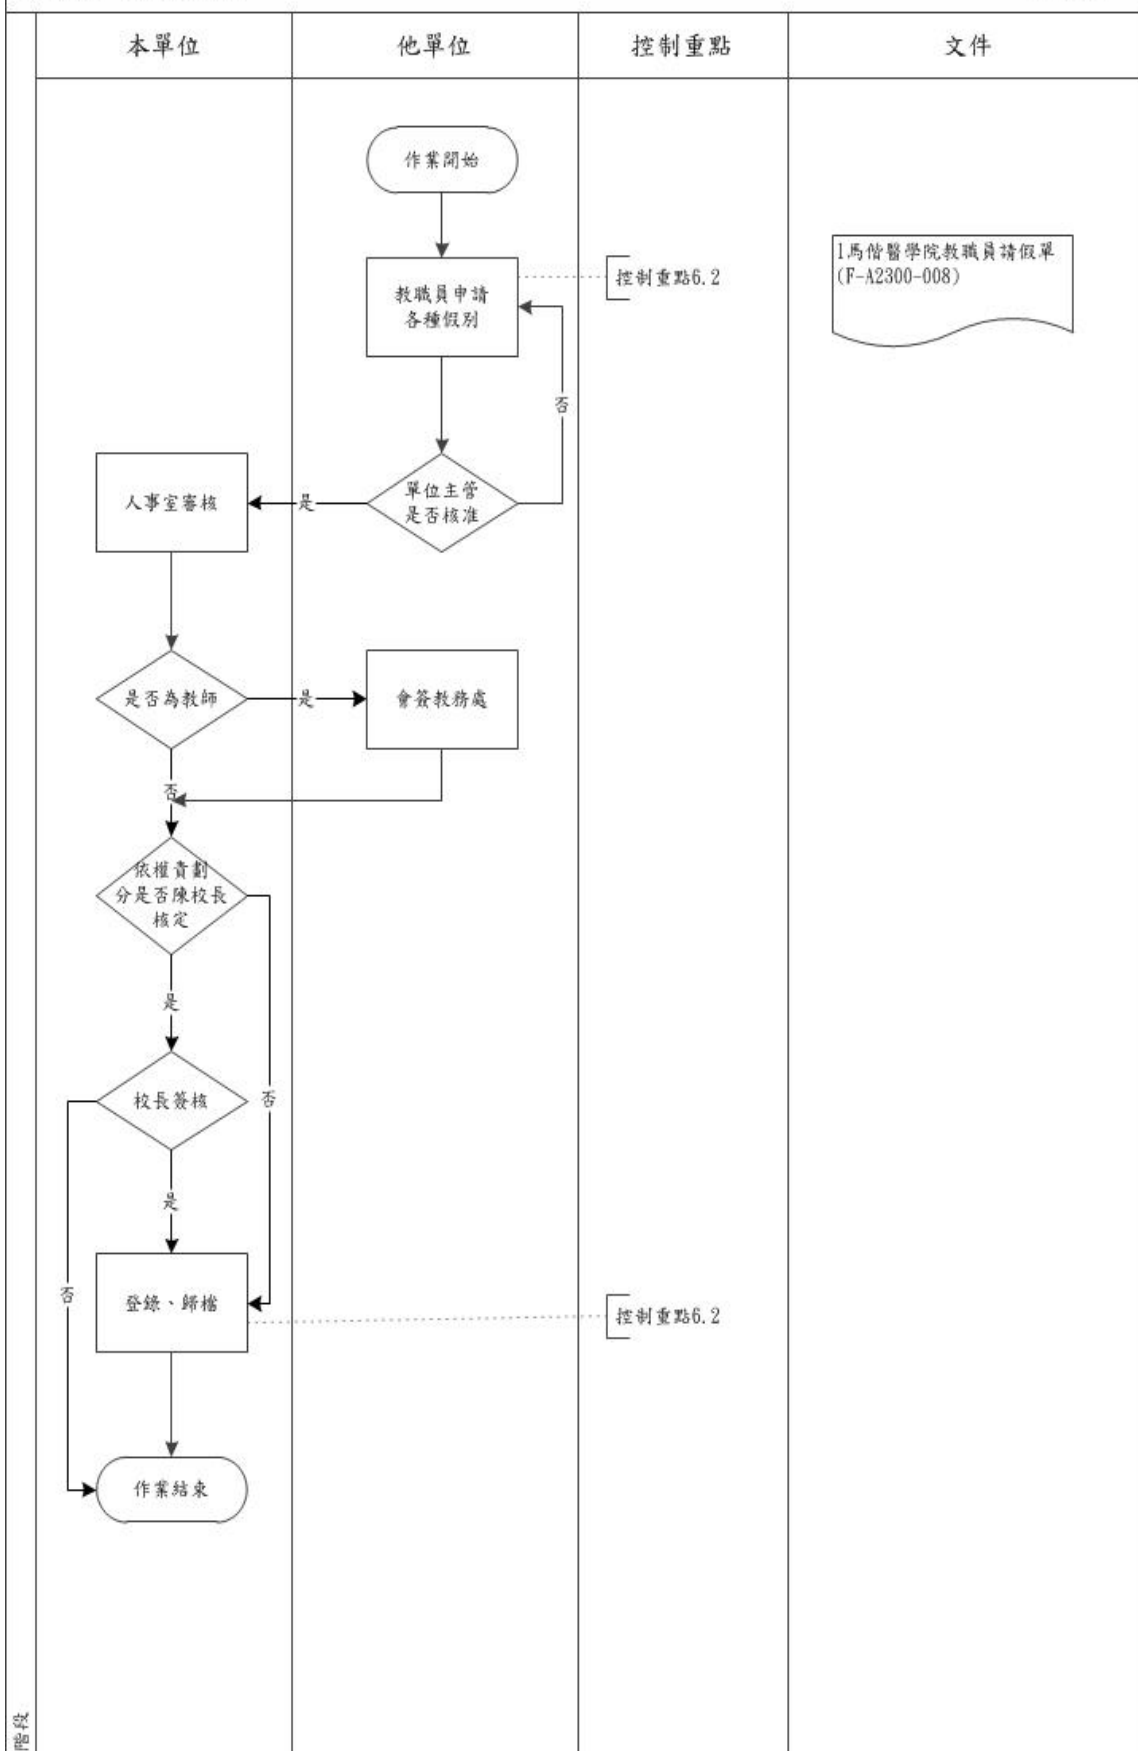 本單位
他單位
控制重點
文件
作業開始
1馬偕醫學院教職員請假單
(F-A2300-008)
教職員申請
各種假別
控制重點6.2
否
單位主管
是否核准
是
人事室審核
是否為教師
是
會簽教務處
否
依權責劃
分是否陳校長
核定
是
否
校長簽核
是
否
登錄、歸檔
控制重點6.2
作業結束
階段